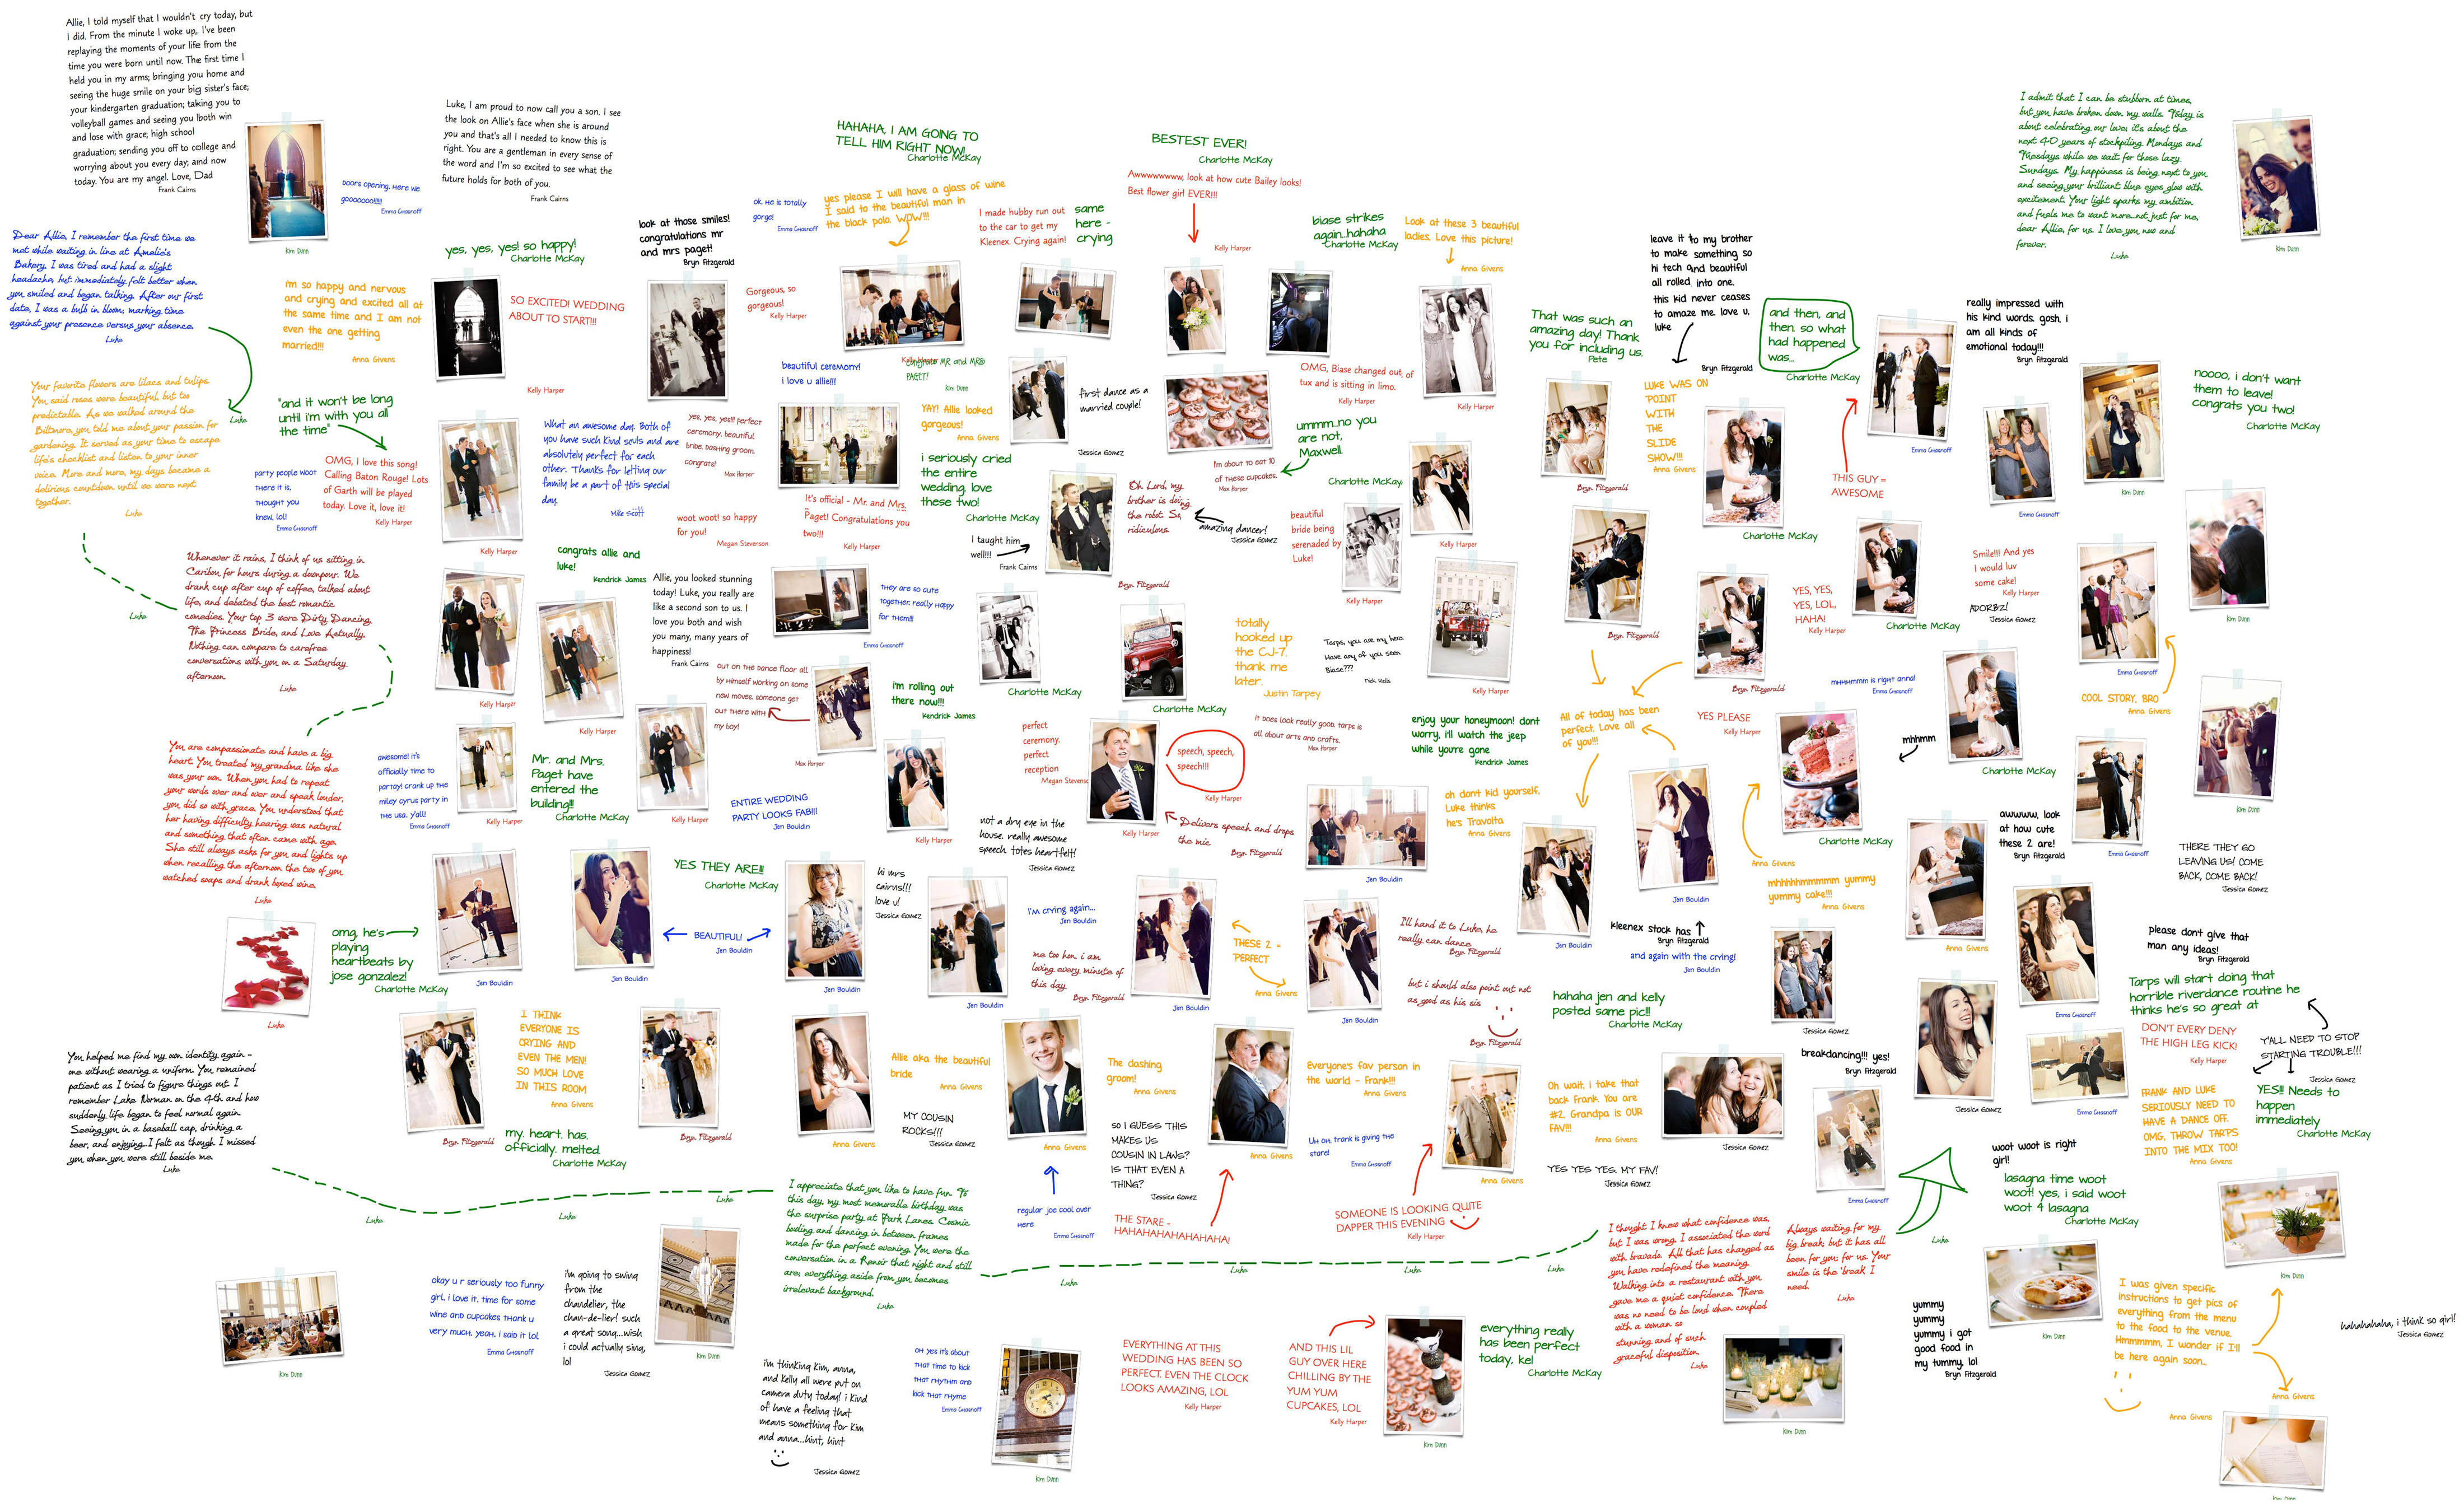 Allie, I told myself that I wouldn't cry today, but
I did. From the minute I woke up, I've been
replaying the moments of your life from the
time you were born until now. The first time I
held you in my arms; bringing you home and
seeing the huge smile on your big sister's face;
your kindergarten graduation; taking you to
volleyball games and seeing you both win
and lose with grace; high school
graduation; sending you off to college and
worrying about you every day; and now
today. You are my angel. Love, Dad
Frank Cairns
Doors opening. Here we
gooooooo!!!!!
Emma Gnasnoff
Kim Dunn
Luke, I am proud to now call you a son. I see
the look on Allie's face when she is around
you and that's all I needed to know this is
right. You are a gentleman in every sense of
the word and I'm so excited to see what the
future holds for both of you.
Frank Cairns
HAHAHA, I AM GOING TO
TELL HIM RIGHT NOW!
Charlotte McKay
BESTEST EVER!
Charlotte McKay
Awwwwwwww, look at how cute Bailey looks!
Best flower girl EVER!!!
Kelly Harper
I admit that I can be stubborn at times,
but you have broken down my walls. Today is
about celebrating our love; it's about the
next 40 years of stockpiling Mondays and
Tuesdays while we wait for those lazy
Sundays. My happiness is being next to you
and seeing your brilliant blue eyes glow with
excitement. Your light sparks my ambition
and fuels me to want more...not just for me,
dear Allie, for us. I love you now and
forever.
Luke
Kim Dunn
Dear Allie, I remember the first time we
met while waiting in line at Amelie's
Bakery. I was tired and had a slight
headache, but immediately felt better when
you smiled and began talking. After our first
date, I was a bulb in bloom; marking time
against your presence versus your absence.
Luke
Luke
i'm so happy and nervous
and crying and excited all at
the same time and I am not
even the one getting
married!!!
Anna Givens
yes, yes, yes! so happy!
Charlotte McKay
SO EXCITED! WEDDING
ABOUT TO START!!!
Kelly Harper
look at those smiles!
congratulations mr
and mrs paget!
Bryn Fitzgerald
Gorgeous, so
gorgeous!
Kelly Harper
ok. He is totally
gorge!
Emma Gnasnoff
yes please I will have a glass of wine
I said to the beautiful man in
the black polo. WOW!!!
Kelly Harper
congrats MR and MRS
PAGET!
Kim Dunn
I made hubby run out
to the car to get my
Kleenex. Crying again!
same
here -
crying
biase strikes
again...hahaha
Charlotte McKay
Look at these 3 beautiful
ladies. Love this picture!
Anna Givens
Kelly Harper
OMG, Biase changed out of
tux and is sitting in limo.
Kelly Harper
That was such an
amazing day! Thank
you for including us.
Pete
leave it to my brother
to make something so
hi tech and beautiful
all rolled into one.
this kid never ceases
to amaze me. love u,
luke
Bryn Fitzgerald
and then, and
then. so what
had happened
was...
Charlotte McKay
really impressed with
his kind words. gosh, i
am all kinds of
emotional today!!!
Bryn Fitzgerald
Emma Gnasnoff
noooo, i don't want
them to leave!
congrats you two!
Charlotte McKay
Kim Dunn
Your favorite flowers are lilacs and tulips.
You said roses were beautiful, but too
predictable. As we walked around the
Biltmore, you told me about your passion for
gardening. It served as your time to escape
life's checklist and listen to your inner
voice. More and more, my days became a
delirious countdown until we were next
together.
Luke
"and it won't be long
until i'm with you all
the time"
party people woot
there it is,
thought you
knew, lol!
Emma Gnasnoff
OMG, I love this song!
Calling Baton Rouge! Lots
of Garth will be played
today. Love it, love it!
Kelly Harper
Kelly Harper
What an awesome day. Both of
you have such kind souls and are
absolutely perfect for each
other. Thanks for letting our
family be a part of this special
day.
Mike Scott
yes, yes, yes!!! perfect
ceremony, beautiful
bride, dashing groom.
congrats!
Max Harper
beautiful ceremony!
i love u allie!!!
YAY! Allie looked
gorgeous!
Anna Givens
It's official - Mr. and Mrs.
Paget! Congratulations you
two!!!
Kelly Harper
woot woot! so happy
for you!
Megan Stevenson
first dance as a
married couple!
Jessica Gomez
i seriously cried
the entire
wedding. love
these two!
Charlotte McKay
I taught him
well!!!
Frank Cairns
Oh Lord, my
brother is doing
the robot. So,
ridiculous.
Bryn Fitzgerald
amazing dancer!
Jessica Gomez
I'm about to eat 10
of these cupcakes.
Max Harper
ummm...no you
are not,
Maxwell.
Charlotte McKay
beautiful
bride being
serenaded by
Luke!
Kelly Harper
Kelly Harper
Bryn Fitzgerald
LUKE WAS ON
POINT
WITH
THE
SLIDE
SHOW!!!
Anna Givens
Charlotte McKay
THIS GUY =
AWESOME
Emma Gnasnoff
Whenever it rains, I think of us sitting in
Caribou for hours during a downpour. We
drank cup after cup of coffee, talked about
life, and debated the best romantic
comedies. Your top 3 were Dirty Dancing,
The Princess Bride, and Love Actually.
Nothing can compare to carefree
conversations with you on a Saturday
afternoon.
Luke
Luke
Kelly Harper
congrats allie and
luke!
Kendrick James
Kelly Harper
Allie, you looked stunning
today! Luke, you really are
like a second son to us. I
love you both and wish
you many, many years of
happiness!
Frank Cairns
they are so cute
together. really happy
for them!!!
Emma Gnasnoff
out on the dance floor all
by himself working on some
new moves. someone get
out there with
my boy!
Max Harper
i'm rolling out
there now!!!
Kendrick James
Charlotte McKay
Charlotte McKay
totally
hooked up
the CJ-7.
thank me
later.
Justin Tarpey
Tarps, you are my hero.
Have any of you seen
Biase???
Nick Rells
Kelly Harper
Bryn Fitzgerald
Bryn Fitzgerald
YES, YES,
YES, LOL,
HAHA!
Kelly Harper
Charlotte McKay
Smile!!! And yes
I would luv
some cake!
Kelly Harper
ADORBZ!
Jessica Gomez
Emma Gnasnoff
Kim Dunn
You are compassionate and have a big
heart. You treated my grandma like she
was your own. When you had to repeat
your words over and over and speak louder,
you did so with grace. You understood that
her having difficulty hearing was natural
and something that often came with age.
She still always asks for you and lights up
when recalling the afternoon the two of you
watched soaps and drank boxed wine.
Luke
awesome! it's
officially time to
partay! crank up the
miley cyrus party in
the usa, y'all!
Emma Gnasnoff
Kelly Harper
Mr. and Mrs.
Paget have
entered the
building!!!
Charlotte McKay
Kelly Harper
ENTIRE WEDDING
PARTY LOOKS FAB!!!
Jen Bouldin
Kelly Harper
perfect
ceremony,
perfect
reception
Megan Stevenson
Kelly Harper
speech, speech,
speech!!!
Kelly Harper
Delivers speech and drops
the mic.
Bryn Fitzgerald
not a dry eye in the
house. really awesome
speech. totes heartfelt!
Jessica Gomez
it does look really good. tarps is
all about arts and crafts.
Max Harper
enjoy your honeymoon! dont
worry, i'll watch the jeep
while you're gone
Kendrick James
oh don't kid yourself,
Luke thinks
he's Travolta
Anna Givens
Jen Bouldin
All of today has been
perfect. Love all
of you!!!
YES PLEASE
Kelly Harper
mhhmmm is right anna!
Emma Gnasnoff
mhhmm
Charlotte McKay
COOL STORY, BRO
Anna Givens
Kim Dunn
Luke
omg, he's
playing
heartbeats by
jose gonzalez!
Charlotte McKay
Jen Bouldin
Jen Bouldin
YES THEY ARE!!!
Charlotte McKay
BEAUTIFUL!
Jen Bouldin
Jen Bouldin
hi mrs
cairns!!!
love u!
Jessica Gomez
Jen Bouldin
I'm crying again...
Jen Bouldin
me too hon. i am
loving every minute of
this day
Bryn Fitzgerald
Jen Bouldin
THESE 2 =
PERFECT
Anna Givens
Jen Bouldin
I'll hand it to Luke, he
really can dance.
Bryn Fitzgerald
but i should also point out not
as good as his sis
Bryn Fitzgerald
Jen Bouldin
Jen Bouldin
kleenex stock has
Bryn Fitzgerald
and again with the crying!
Jen Bouldin
hahaha jen and kelly
posted same pic!!!
Charlotte McKay
Anna Givens
Charlotte McKay
mhhhhhmmmmm yummy
yummy cake!!!
Anna Givens
Anna Givens
awwww, look
at how cute
these 2 are!
Bryn Fitzgerald
Emma Gnasnoff
THERE THEY GO
LEAVING US! COME
BACK, COME BACK!
Jessica Gomez
please don't give that
man any ideas!
Bryn Fitzgerald
Tarps will start doing that
horrible riverdance routine he
thinks he's so great at
Jessica Gomez
Jessica Gomez
Emma Gnasnoff
DON'T EVERY DENY
THE HIGH LEG KICK!
Kelly Harper
Y'ALL NEED TO STOP
STARTING TROUBLE!!!
Jessica Gomez
You helped me find my own identity again -
one without wearing a uniform. You remained
patient as I tried to figure things out. I
remember Lake Norman on the 4th and how
suddenly life began to feel normal again.
Seeing you in a baseball cap, drinking a
beer, and enjoying...I felt as though I missed
you when you were still beside me.
Luke
Bryn Fitzgerald
I THINK
EVERYONE IS
CRYING AND
EVEN THE MEN!
SO MUCH LOVE
IN THIS ROOM
Anna Givens
my. heart. has.
officially. melted.
Charlotte McKay
Bryn Fitzgerald
Anna Givens
Allie aka the beautiful
bride
Anna Givens
MY COUSIN
ROCKS!!!
Jessica Gomez
Anna Givens
The dashing
groom!
Anna Givens
SO I GUESS THIS
MAKES US
COUSIN IN LAWS?
IS THAT EVEN A
THING?
Jessica Gomez
Anna Givens
Everyone's fav person in
the world - Frank!!!
Anna Givens
Uh oh, frank is giving the
stare!
Emma Gnasnoff
Anna Givens
Oh wait, i take that
back Frank. You are
#2, Grandpa is OUR
FAV!!!
Anna Givens
YES YES YES, MY FAV!
Jessica Gomez
Jessica Gomez
breakdancing!!! yes!
Bryn Fitzgerald
Emma Gnasnoff
Emma Gnasnoff
FRANK AND LUKE
SERIOUSLY NEED TO
HAVE A DANCE OFF.
OMG, THROW TARPS
INTO THE MIX TOO!
Anna Givens
YES!!! Needs to
happen
immediately
Charlotte McKay
woot woot is right
girl!
lasagna time woot
woot! yes, i said woot
woot 4 lasagna
Charlotte McKay
Luke
Luke
Luke
I appreciate that you like to have fun. To
this day, my most memorable birthday was
the surprise party at Park Lanes. Cosmic
bowling and dancing in between frames
made for the perfect evening. You were the
conversation in a Renoir that night and still
are; everything aside from you becomes
irrelevant background.
Luke
regular joe cool over
here
Emma Gnasnoff
THE STARE -
HAHAHAHAHAHAHAHA!
SOMEONE IS LOOKING QUITE
DAPPER THIS EVENING
Kelly Harper
Luke
Luke
Luke
Luke
I thought I knew what confidence was,
but I was wrong. I associated the word
with bravado. All that has changed as
you have redefined the meaning.
Walking into a restaurant with you
gave me a quiet confidence. There
was no need to be loud when coupled
with a woman so
stunning and of such
graceful disposition.
Luke
Always waiting for my
big break; but it has all
been for you; for us. Your
smile is the 'break' I
need.
Luke
Luke
Kim Dunn
Kim Dunn
okay u r seriously too funny
girl. i love it. time for some
wine and cupcakes thank u
very much. yeah, i said it lol
Emma Gnasnoff
i'm going to swing
from the
chandelier, the
chan-de-lier! such
a great song...wish
i could actually sing,
lol
Jessica Gomez
Kim Dunn
i'm thinking Kim, anna,
and Kelly all were put on
camera duty today! i kind
of have a feeling that
means something for Kim
and anna...hint, hint
Jessica Gomez
oh yes it's about
that time to kick
that rhythm and
kick that rhyme
Emma Gnasnoff
Kim Dunn
EVERYTHING AT THIS
WEDDING HAS BEEN SO
PERFECT. EVEN THE CLOCK
LOOKS AMAZING, LOL
Kelly Harper
AND THIS LIL
GUY OVER HERE
CHILLING BY THE
YUM YUM
CUPCAKES, LOL
Kelly Harper
Kim Dunn
everything really
has been perfect
today, kel
Charlotte McKay
Kim Dunn
yummy
yummy
yummy i got
good food in
my tummy, lol
Bryn Fitzgerald
Kim Dunn
I was given specific
instructions to get pics of
everything from the menu
to the food to the venue.
Hmmmmm, I wonder if I'll
be here again soon...
Anna Givens
Anna Givens
hahahahaha, i think so girl!
Jessica Gomez
Kim Dunn